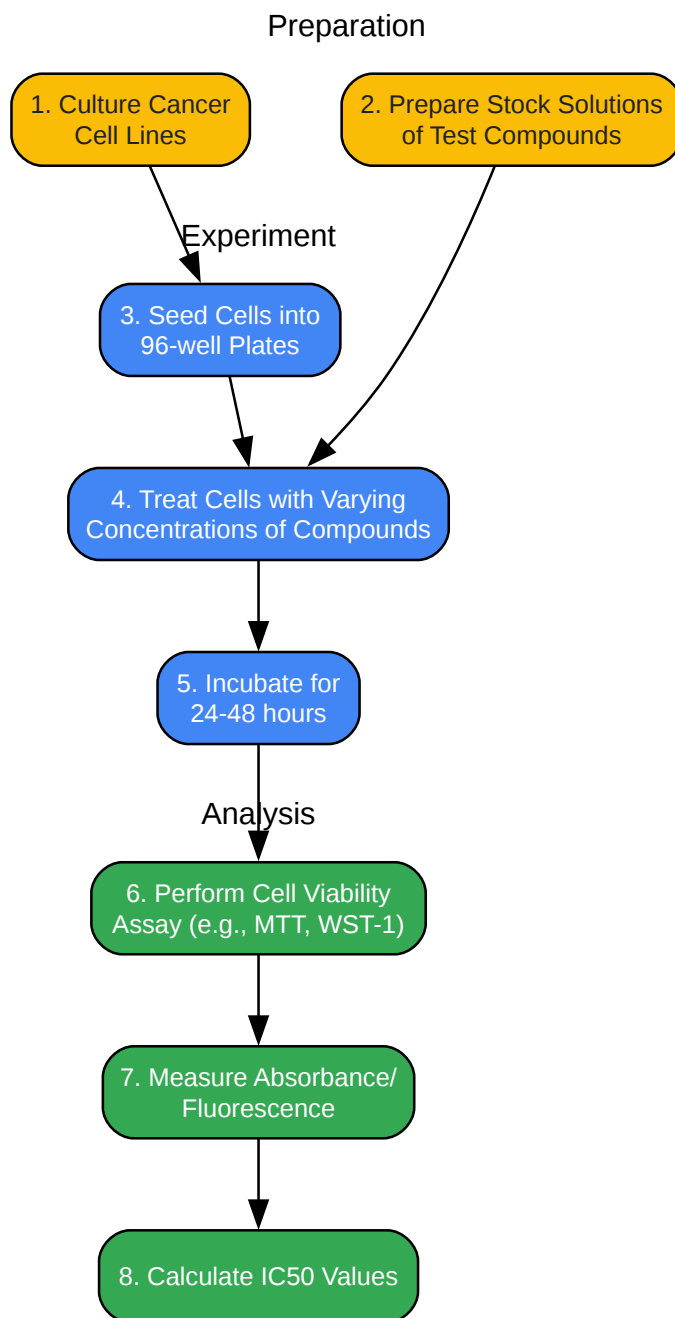 Preparation
1. Culture Cancer
Cell Lines
2. Prepare Stock Solutions
of Test Compounds
Experiment
3. Seed Cells into
96-well Plates
4. Treat Cells with Varying
Concentrations of Compounds
5. Incubate for
24-48 hours
Analysis
6. Perform Cell Viability
Assay (e.g., MTT, WST-1)
7. Measure Absorbance/
Fluorescence
8. Calculate IC50 Values